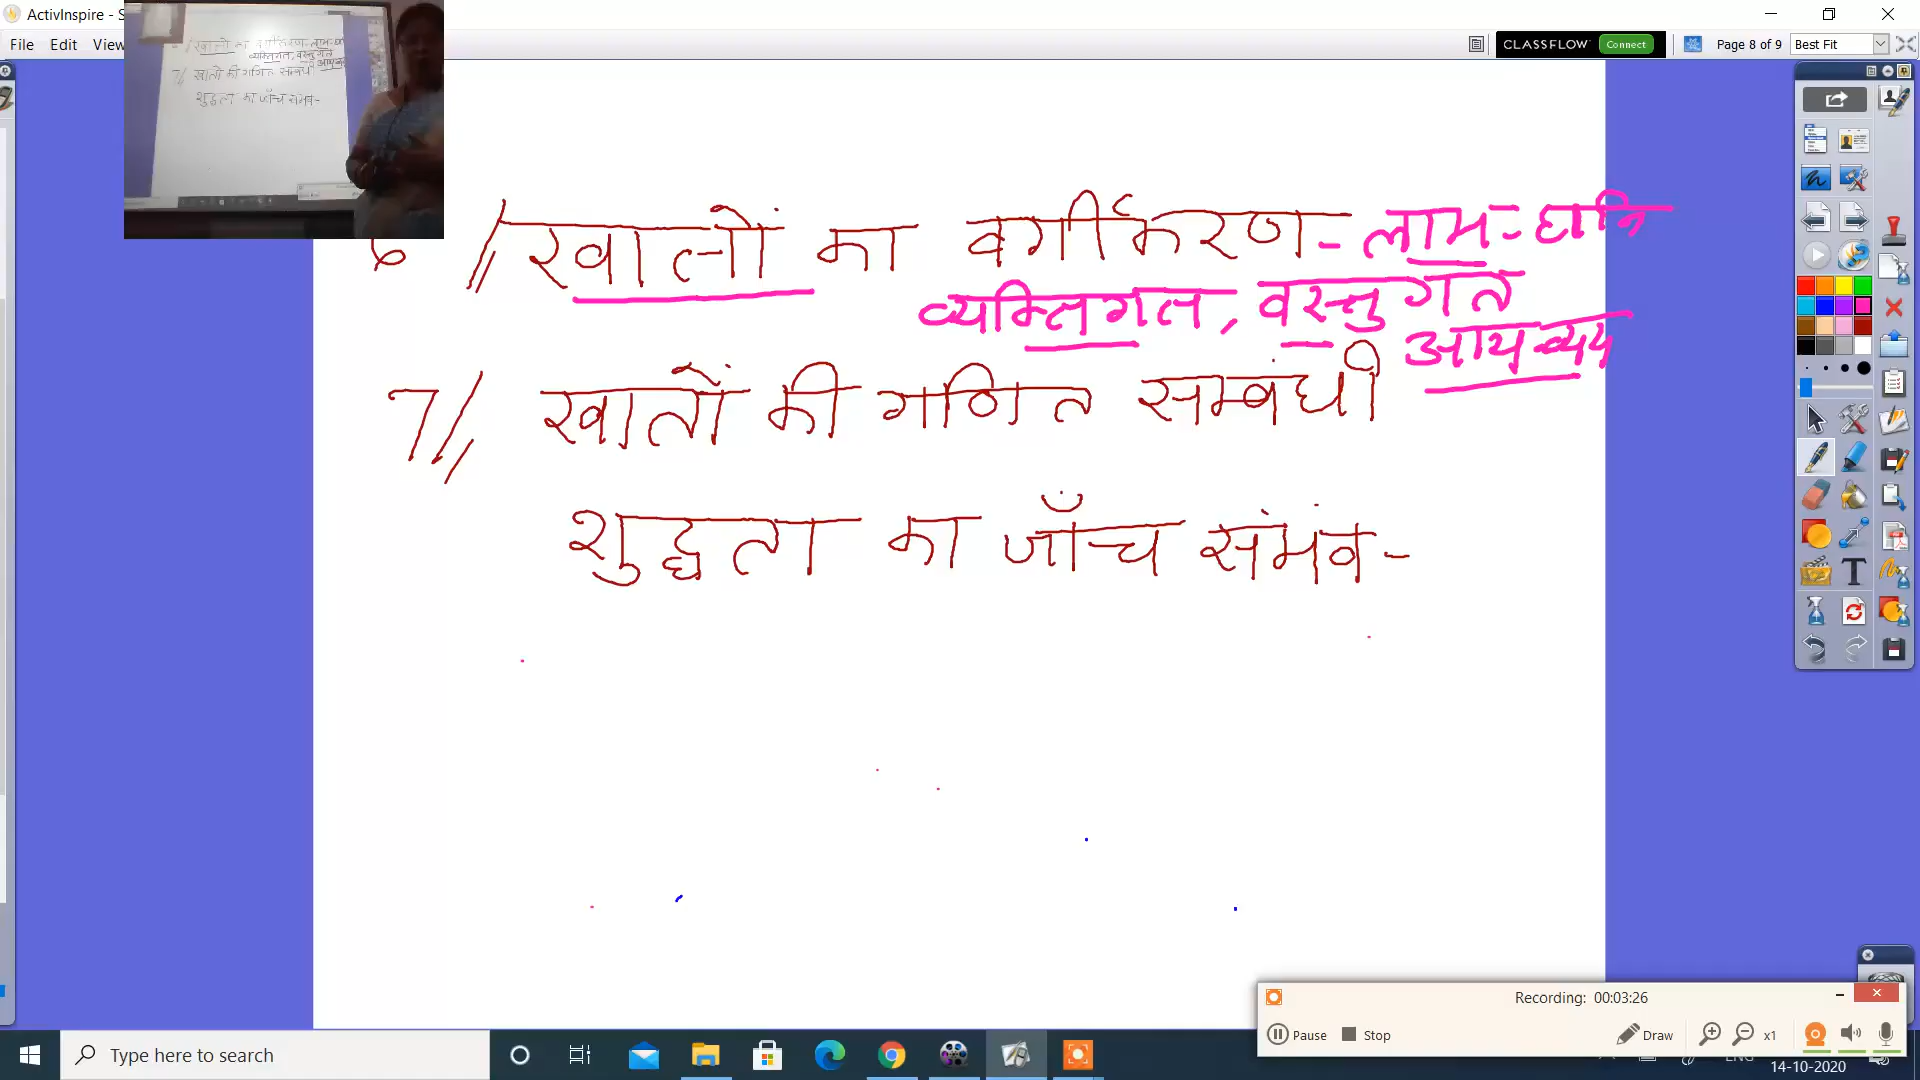 ActivInspire - S
File Edit View
CLASSFLOW Connect
Page 8 of 9 Best Fit
6// खातों का वर्गीकरण - लाभ - हानि
व्यक्तिगत, वस्तुगत
आय व्यय
7// खातों की गणित सम्बंधी
शुद्धता का जाँच संभव -
T
Recording: 00:03:26
Pause Stop Draw x1
Type here to search
ENG
14-10-2020